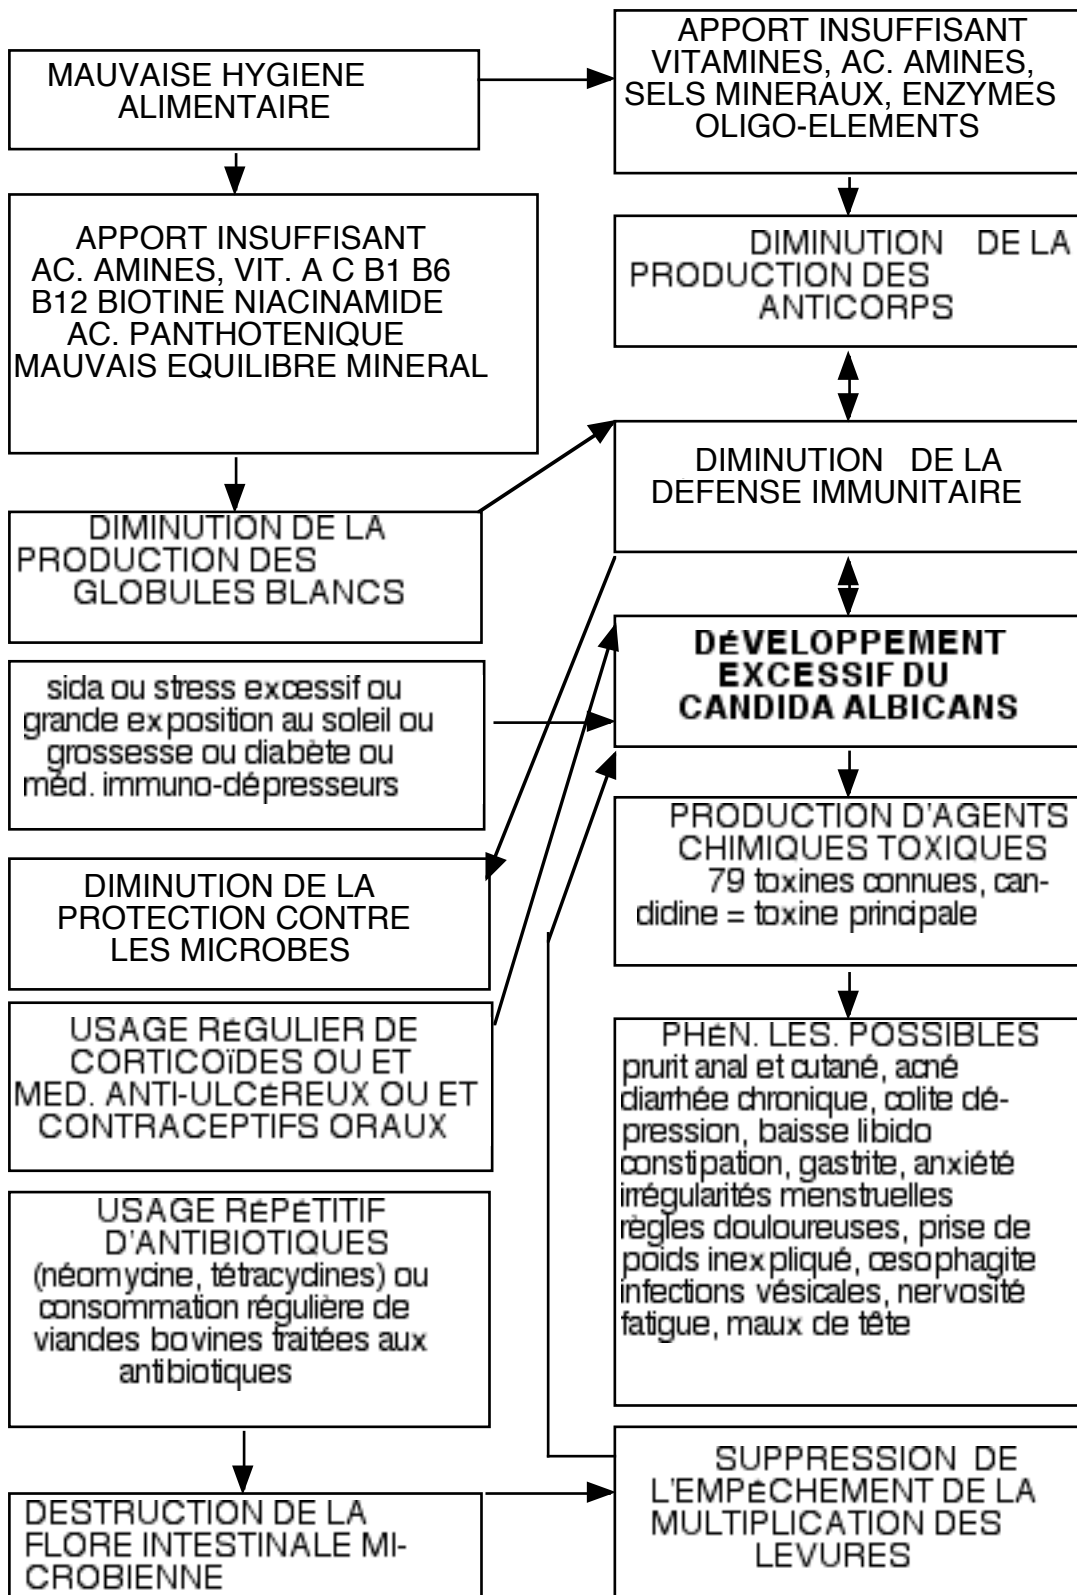 MAUVAISE HYGIENE
ALIMENTAIRE
APPORT INSUFFISANT
VITAMINES, AC. AMINES,
SELS MINERAUX, ENZYMES
OLIGO-ELEMENTS
APPORT INSUFFISANT
AC. AMINES, VIT. A C B1 B6
B12 BIOTINE NIACINAMIDE
AC. PANTHOTENIQUE
MAUVAIS EQUILIBRE MINERAL
DIMINUTION DE LA
PRODUCTION DES
ANTICORPS
DIMINUTION DE LA
DEFENSE IMMUNITAIRE
DIMINUTION DE LA
PRODUCTION DES
GLOBULES BLANCS
DÉVELOPPEMENT
EXCESSIF DU
CANDIDA ALBICANS
sida ou stress excessif ou
grande exposition au soleil ou
grossesse ou diabète ou
méd. immuno-dépresseurs
PRODUCTION D'AGENTS
CHIMIQUES TOXIQUES
79 toxines connues, can-
didine = toxine principale
DIMINUTION DE LA
PROTECTION CONTRE
LES MICROBES
USAGE RÉGULIER DE
CORTICOÏDES OU ET
MED. ANTI-ULCÉREUX OU ET
CONTRACEPTIFS ORAUX
PHÉN. LES. POSSIBLES
prurit anal et cutané, acné
diarrhée chronique, colite dé-
pression, baisse libido
constipation, gastrite, anxiété
irrégularités menstruelles
règles douloureuses, prise de
poids inexpliqué, œsophagite
infections vésicales, nervosité
fatigue, maux de tête
USAGE RÉPÉTITIF
D'ANTIBIOTIQUES
(néomycine, tétracyclines) ou
consommation régulière de
viandes bovines traitées aux
antibiotiques
DESTRUCTION DE LA
FLORE INTESTINALE MI-
CROBIENNE
SUPPRESSION DE
L'EMPÉCHEMENT DE LA
MULTIPLICATION DES
LEVURES